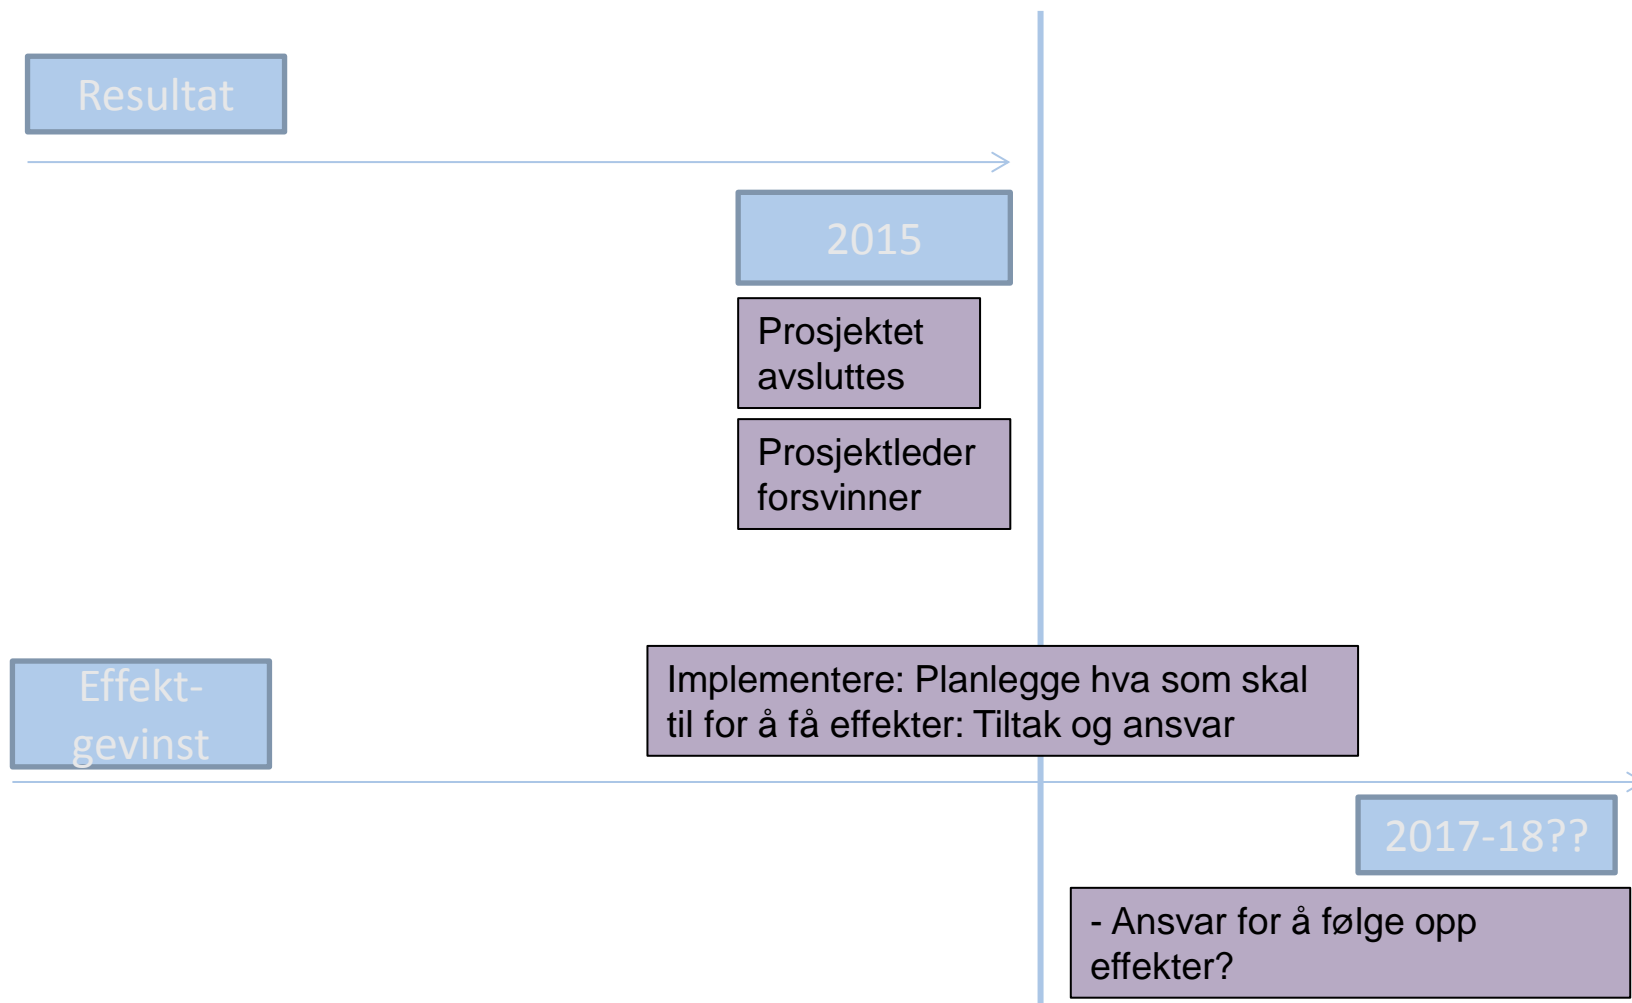 Resultat
2015
Prosjektet
avsluttes
Prosjektleder
forsvinner
Effekt-
gevinst
Implementere: Planlegge hva som skal
til for å få effekter: Tiltak og ansvar
2017-18??
- Ansvar for å følge opp
effekter?